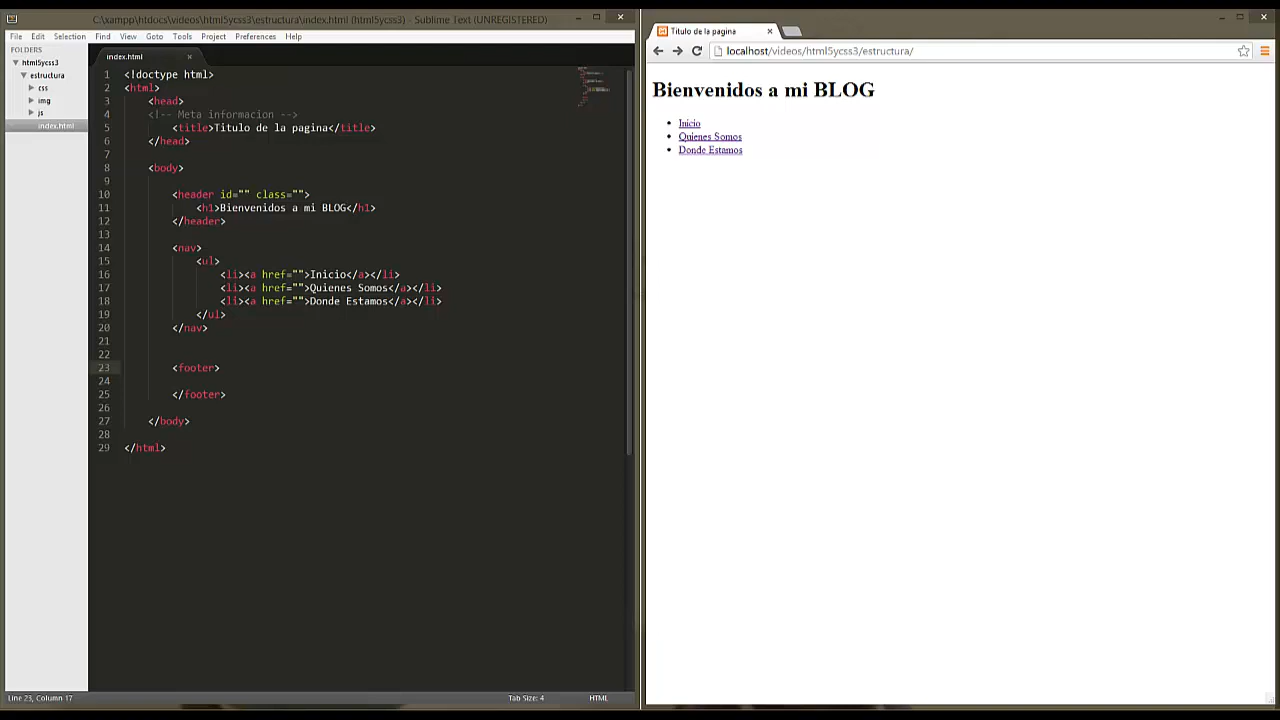 C:\xampp\htdocs\videos\html5ycss3\estructura\index.html (html5ycss3) - Sublime Text (UNREGISTERED)
File Edit Selection Find View Goto Tools Project Preferences Help
FOLDERS
html5ycss3
estructura
css
img
js
index.html
index.html
1 <!doctype html>
2 <html>
3 <head>
4 <!-- Meta informacion -->
5 <title>Titulo de la pagina</title>
6 </head>
7
8 <body>
9
10 <header id="" class="">
11 <h1>Bienvenidos a mi BLOG</h1>
12 </header>
13
14 <nav>
15 <ul>
16 <li><a href="">Inicio</a></li>
17 <li><a href="">Quienes Somos</a></li>
18 <li><a href="">Donde Estamos</a></li>
19 </ul>
20 </nav>
21
22
23 <footer>
24
25 </footer>
26
27 </body>
28
29 </html>
Line 23, Column 17 Tab Size: 4 HTML
Titulo de la pagina
localhost/videos/html5ycss3/estructura/
Bienvenidos a mi BLOG
Inicio
Quienes Somos
Donde Estamos